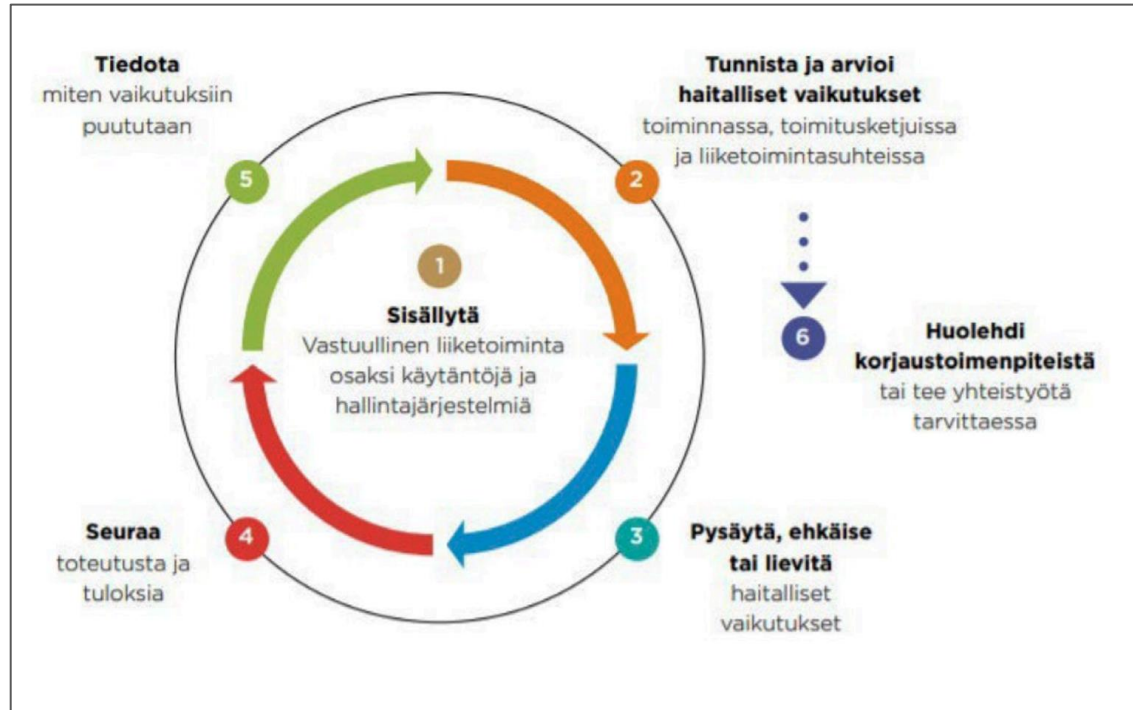 Tiedota
miten vaikutuksiin
puututaan
5
Tunnista ja arvioi
haitalliset vaikutukset
toiminnassa, toimitusketjuissa
ja liiketoimintasuhteissa
2
1
Sisällytä
Vastuullinen liiketoiminta
osaksi käytäntöjä ja
hallintajärjestelmiä
6
Huolehdi
korjaustoimenpiteistä
tai tee yhteistyötä
tarvittaessa
Seuraa
toteutusta ja
tuloksia
4
3
Pysäytä, ehkäise
tai lievitä
haitalliset
vaikutukset